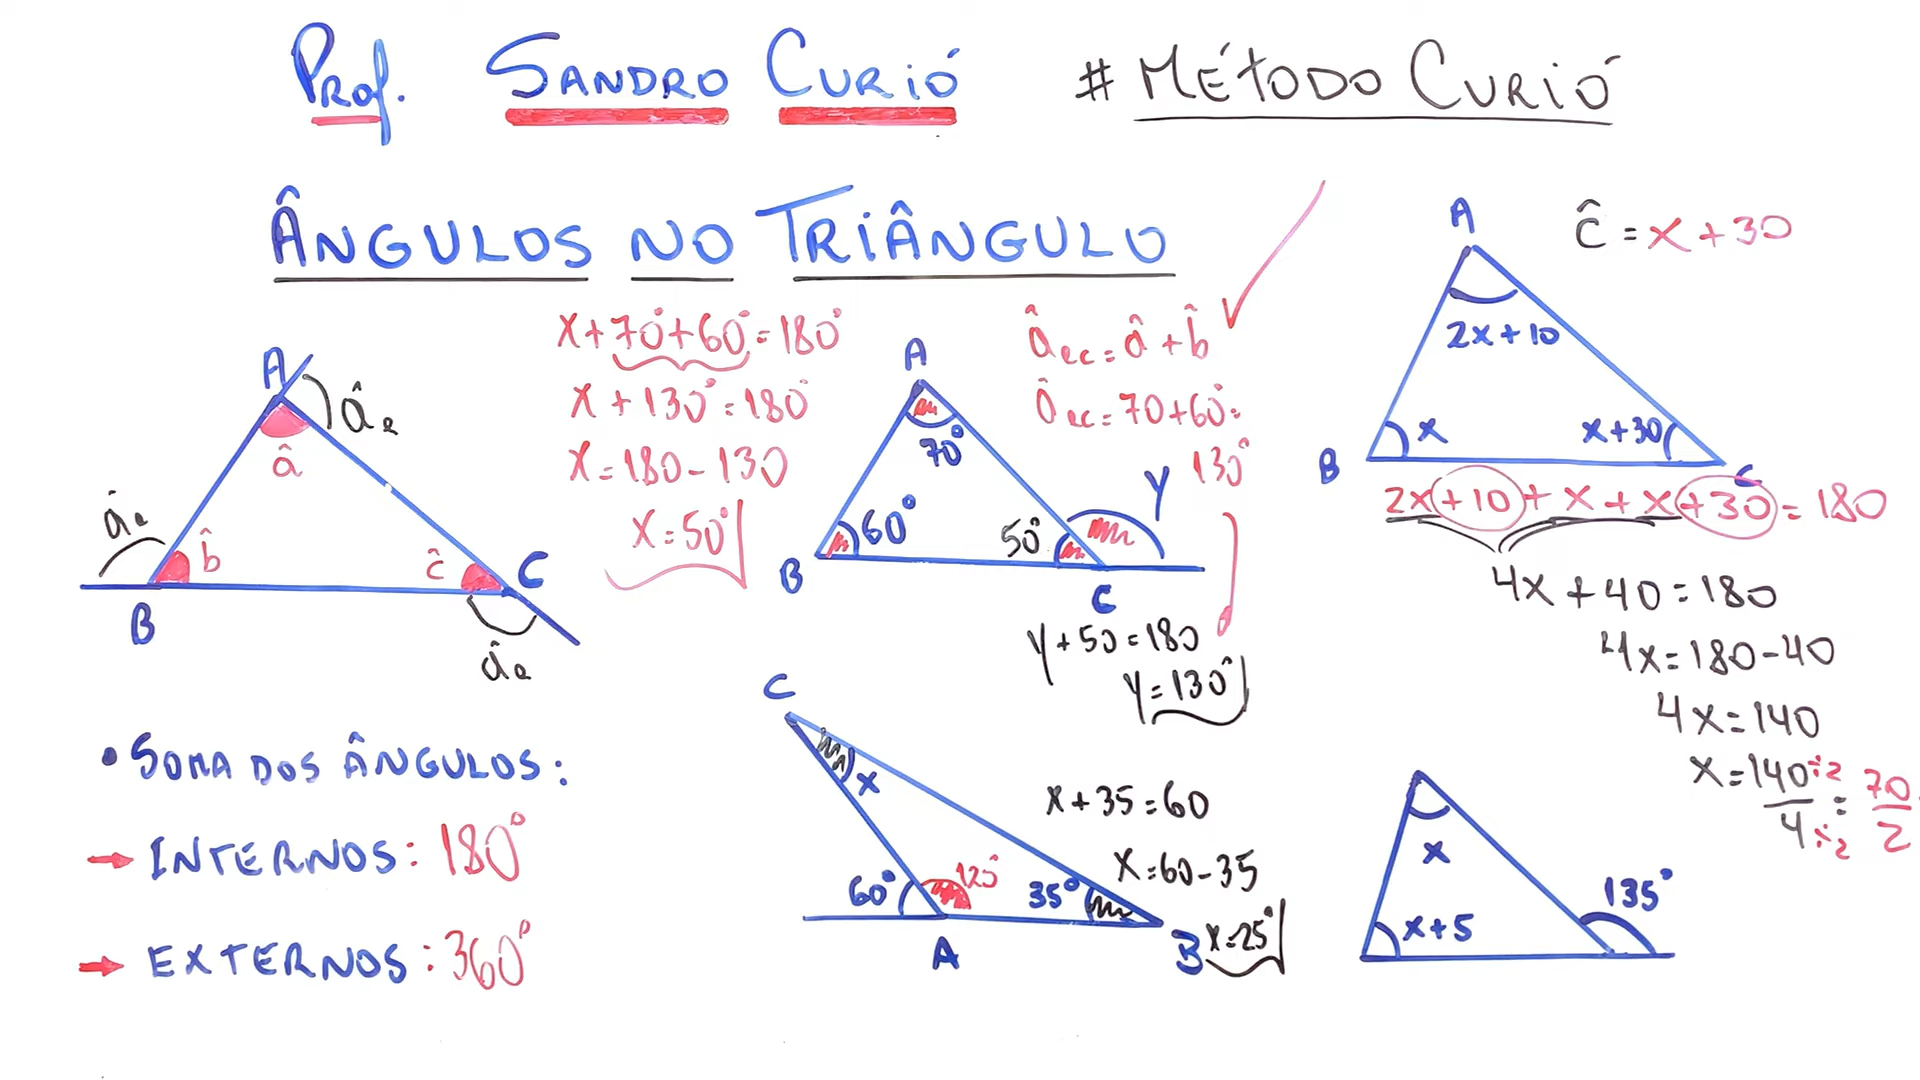 Prof. Sandro Curió #Método Curió
Ângulos no Triângulo
A
âe
â
âe
b̂
ĉ
B
C
âe
• Soma dos ângulos:
→ Internos: 180°
→ Externos: 360°
x+70°+60°=180°
x+130°=180°
x=180-130
x=50°
A
70°
60°
50°
B
C
y
âec=â+b̂ ✓
âec=70+60=
130°
y+50=180
y=130°
C
x
60°
120°
35°
A
B
x+35=60
x=60-35
x=25°
A
ĉ=x+30
2x+10
x
x+30
B
C
2x+10+x+x+30=180
4x+40=180
4x=180-40
4x=140
x=140÷2/4÷2=70/2
x
x+5
135°